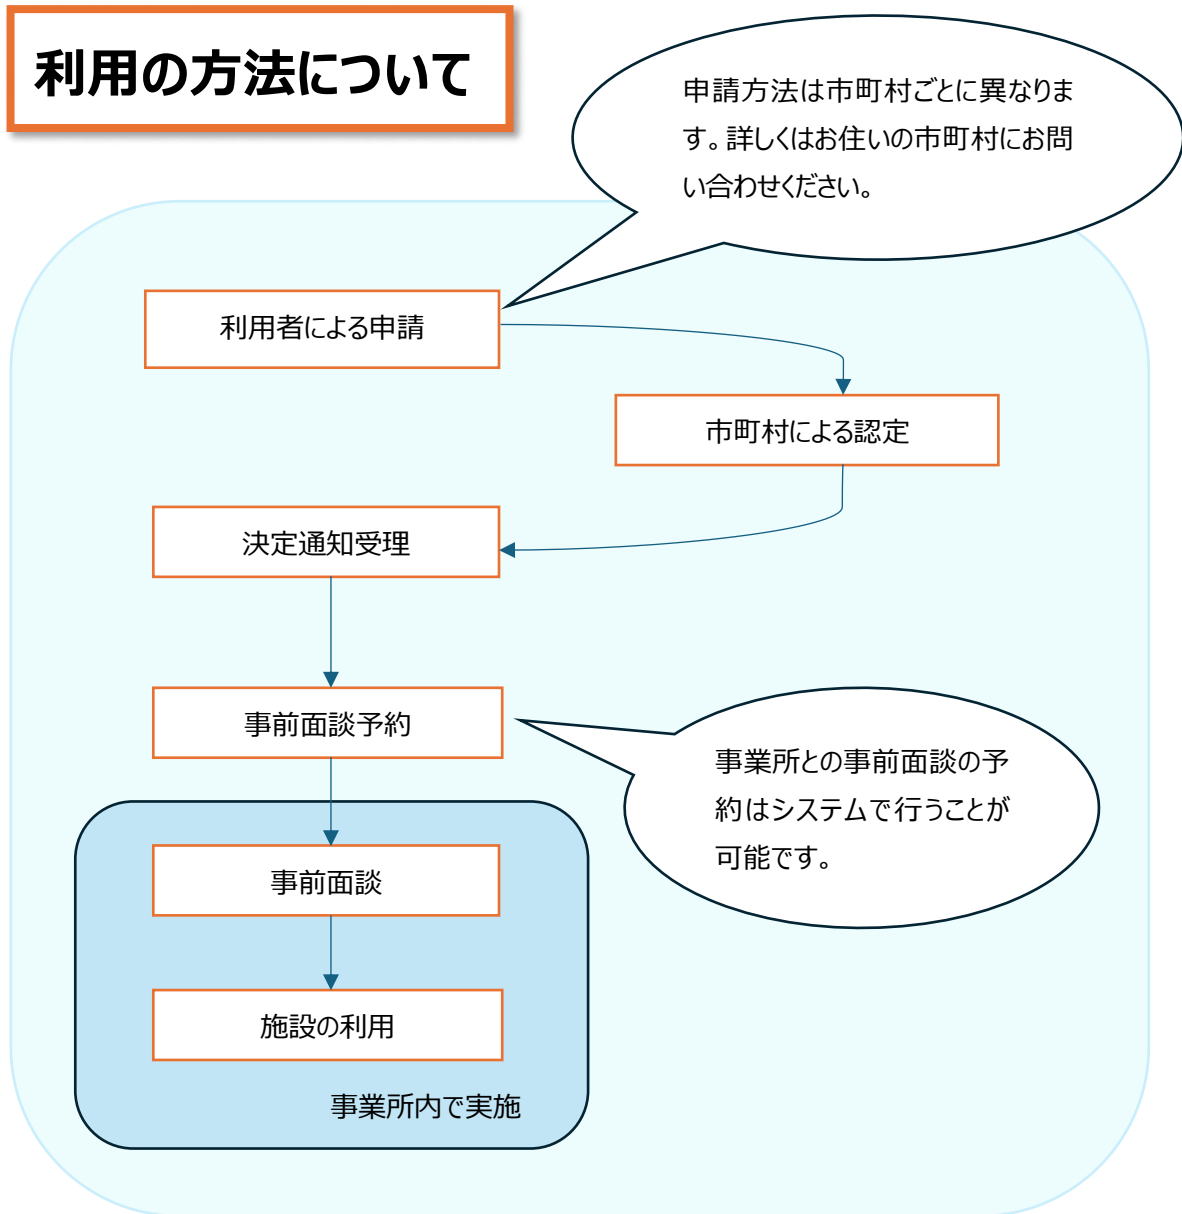 利用の方法について
申請方法は市町村ごとに異なりま
す。詳しくはお住いの市町村にお問
い合わせください。
利用者による申請
市町村による認定
決定通知受理
事前面談予約
事業所との事前面談の予
約はシステムで行うことが
可能です。
事前面談
施設の利用
事業所内で実施